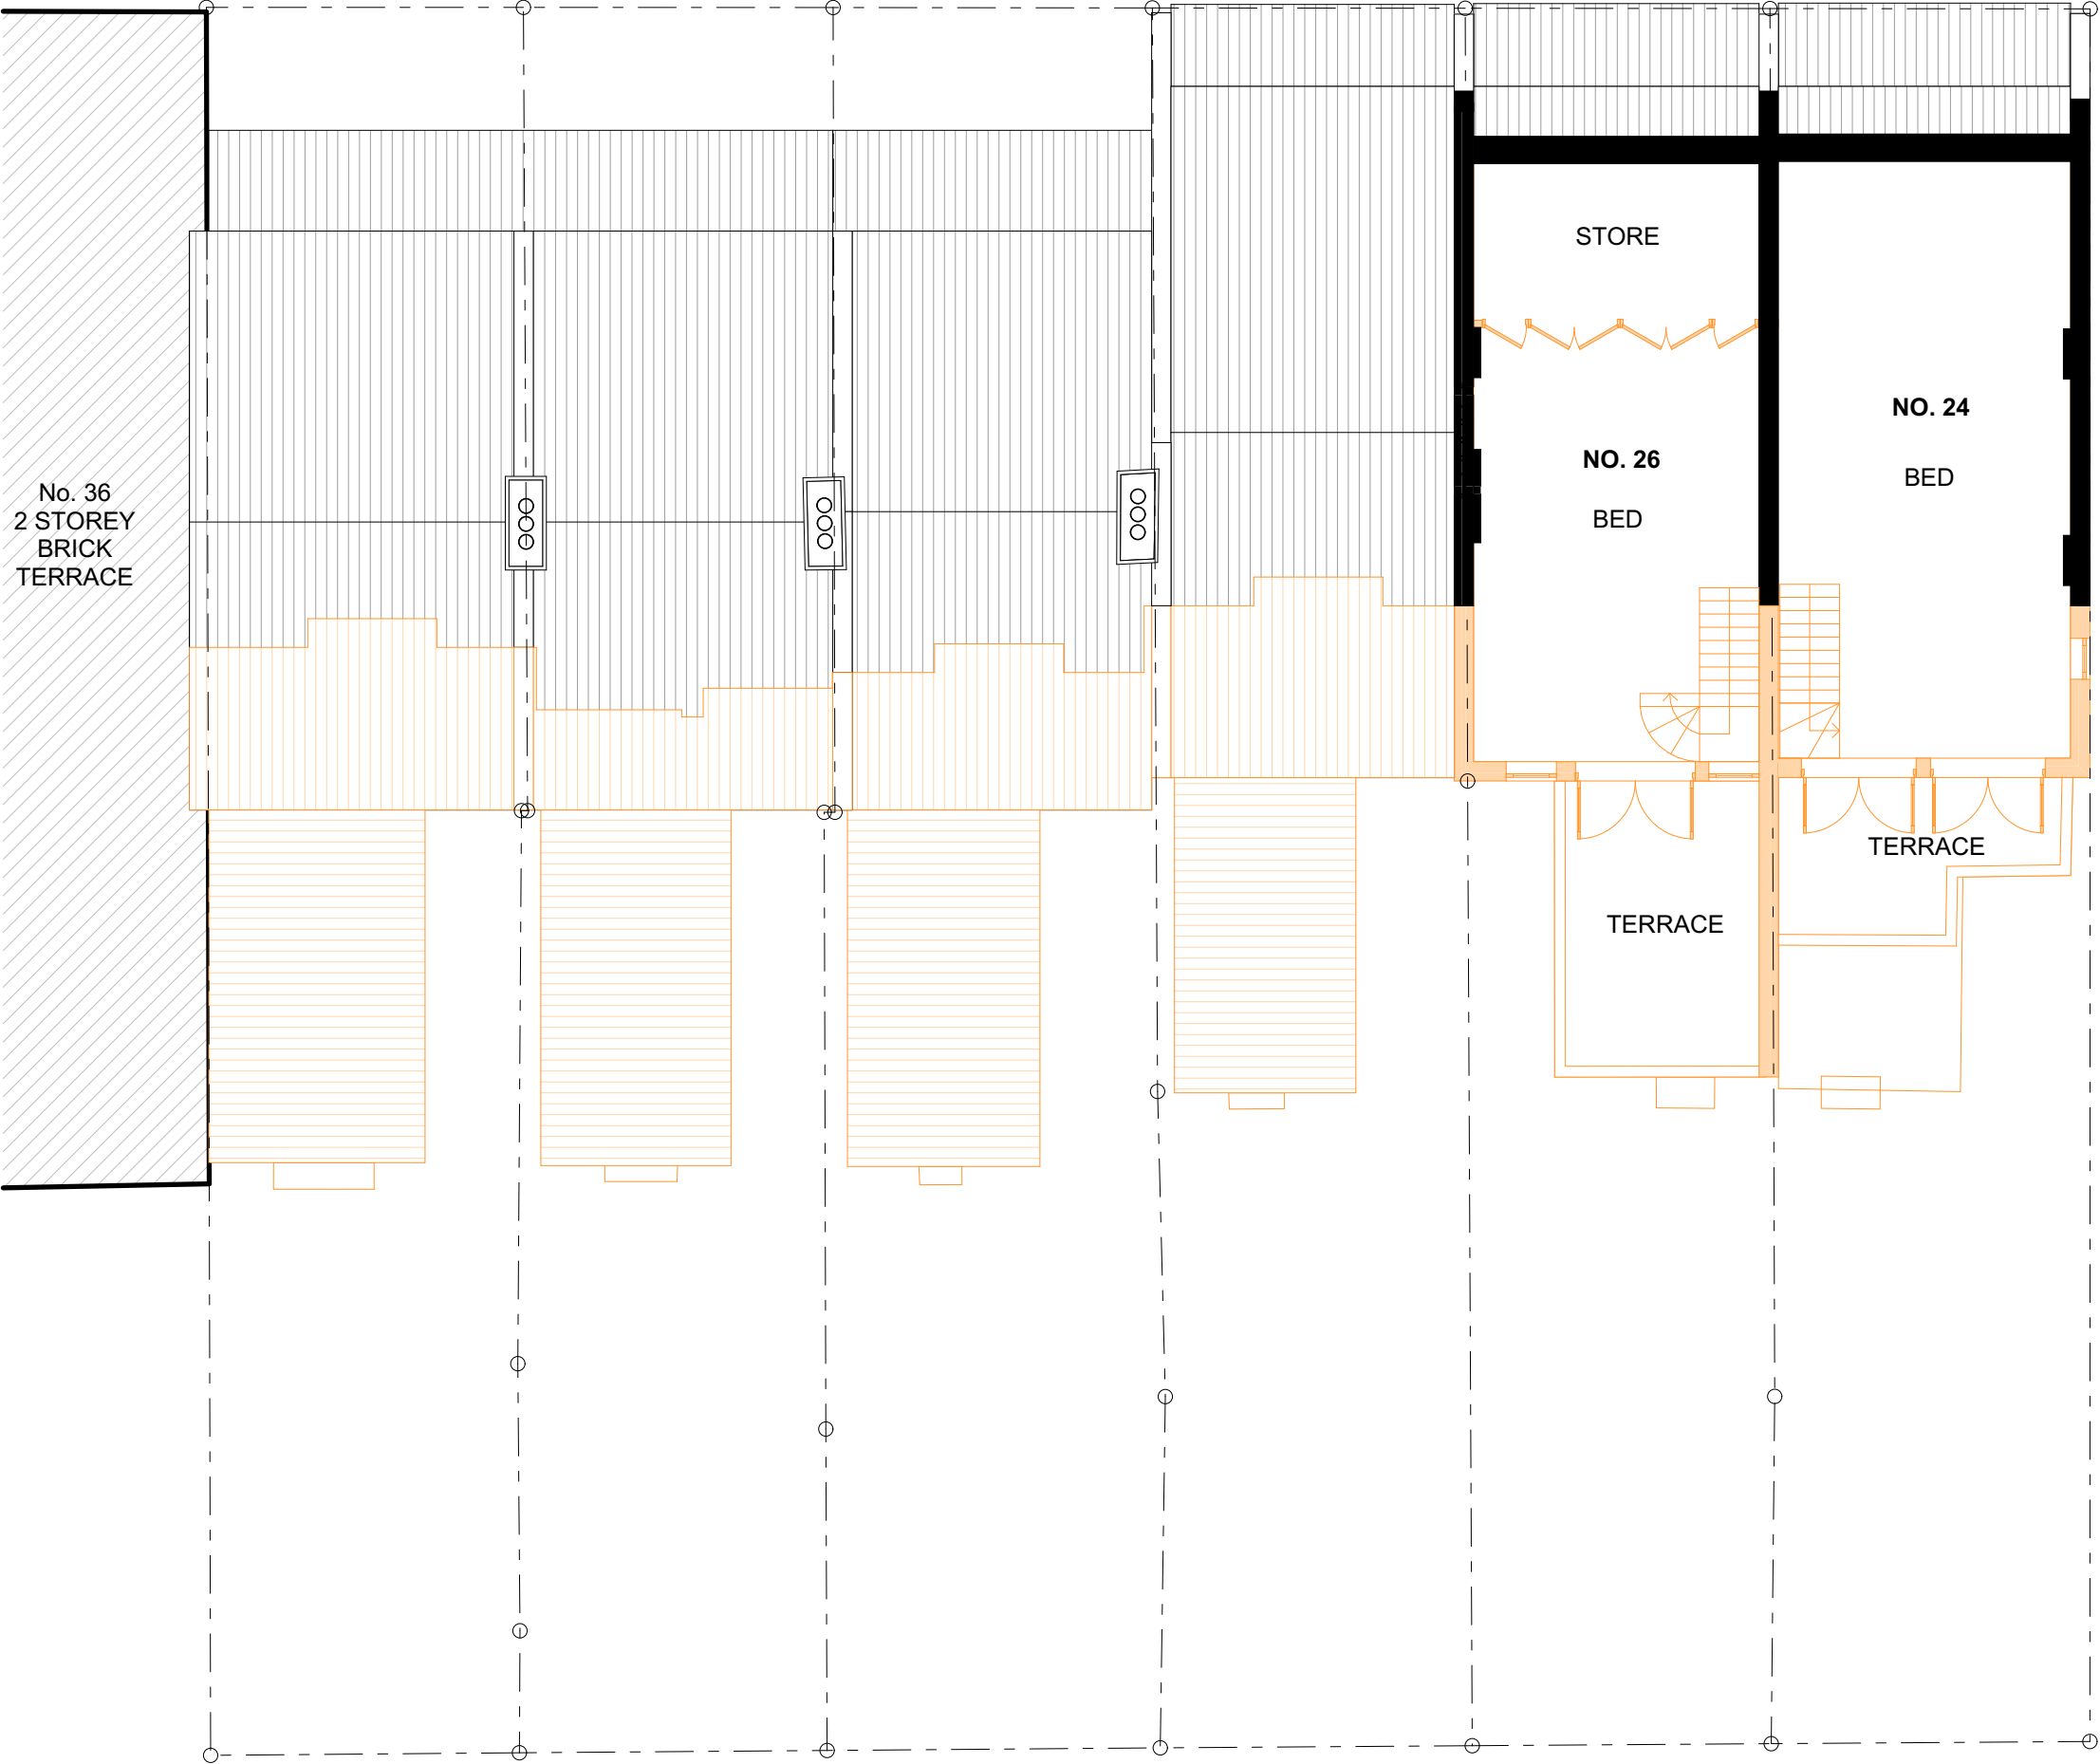 STORE
NO. 24
BED
NO. 26
BED
No. 36
2 STOREY
BRICK
TERRACE
TERRACE
TERRACE